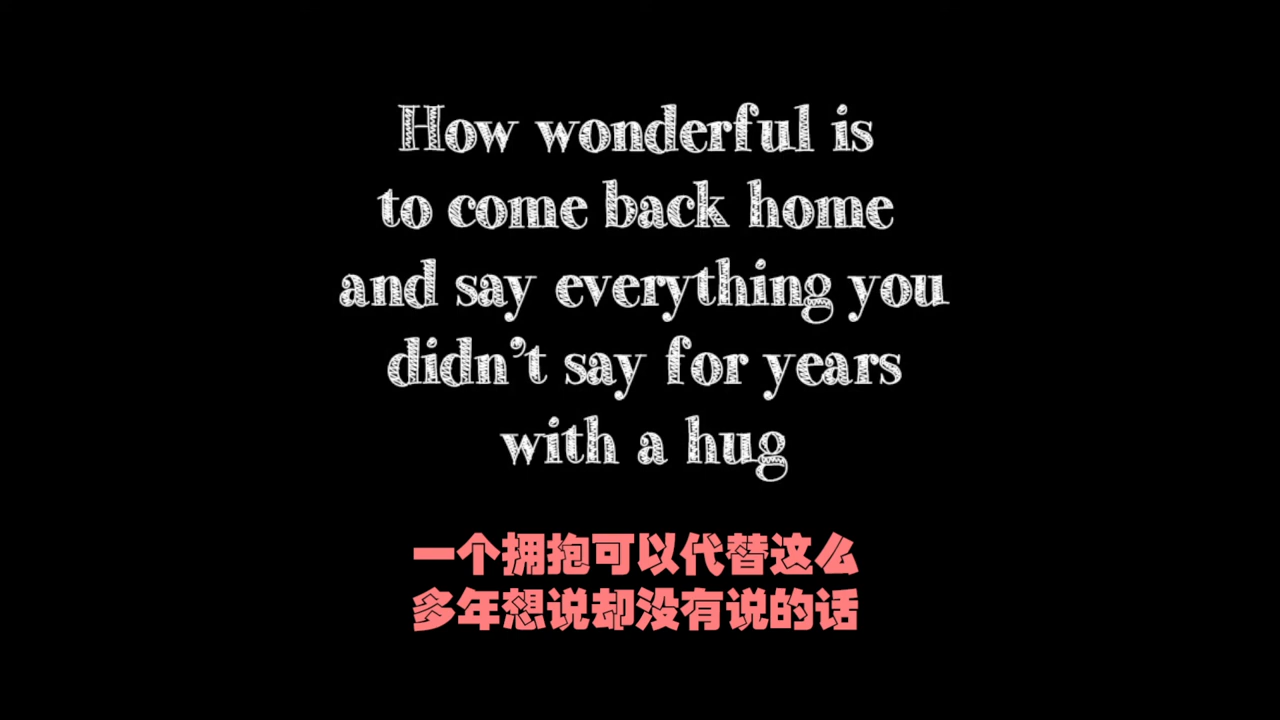 How wonderful is
to come back home
and say everything you
didn’t say for years
with a hug
一个拥抱可以代替这么
多年想说却没有说的话